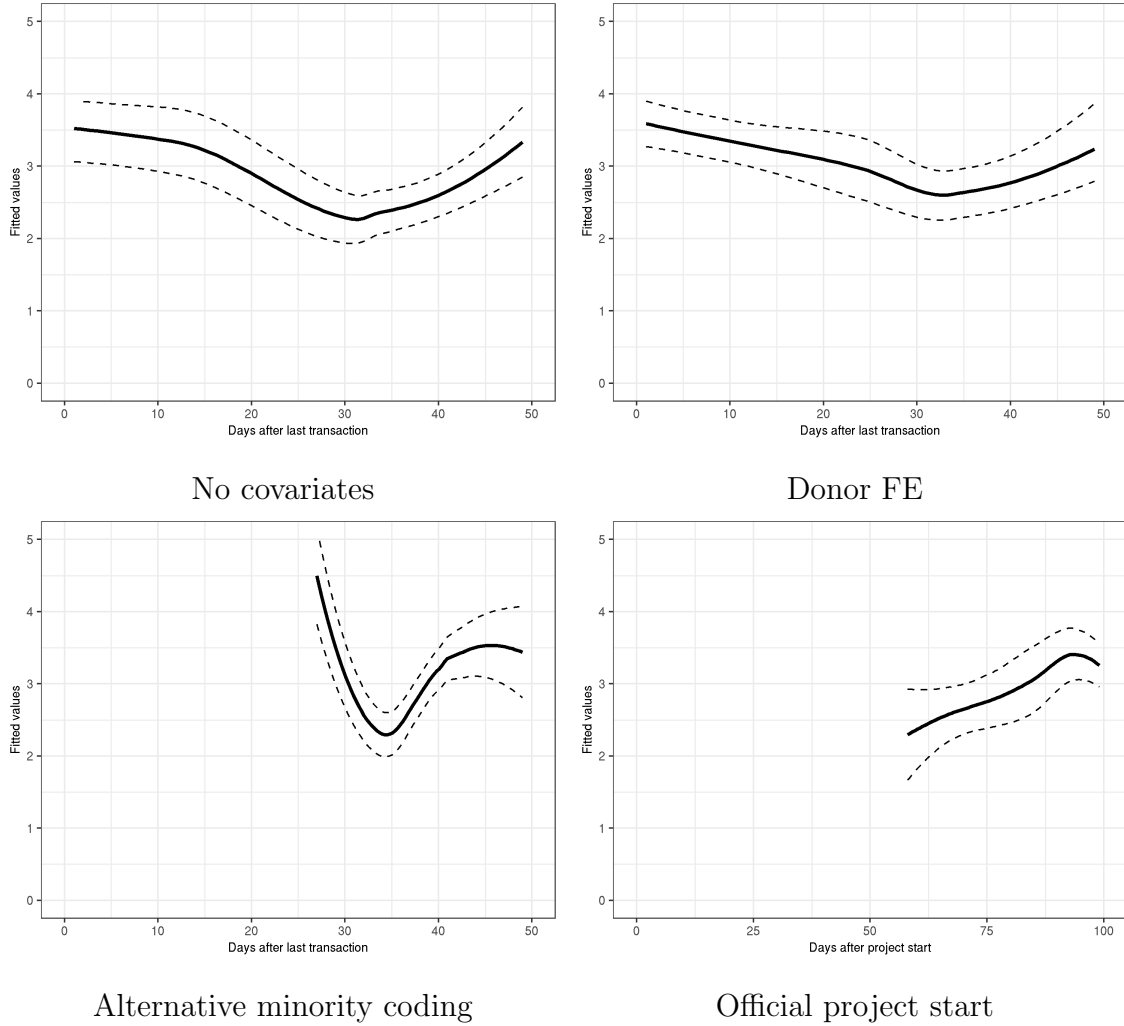 5
4
3
2
1
0
Fitted values
0 10 20 30 40 50
Days after last transaction
No covariates
5
4
3
2
1
0
Fitted values
0 10 20 30 40 50
Days after last transaction
Donor FE
5
4
3
2
1
0
Fitted values
0 10 20 30 40 50
Days after last transaction
Alternative minority coding
5
4
3
2
1
0
Fitted values
0 25 50 75 100
Days after project start
Official project start